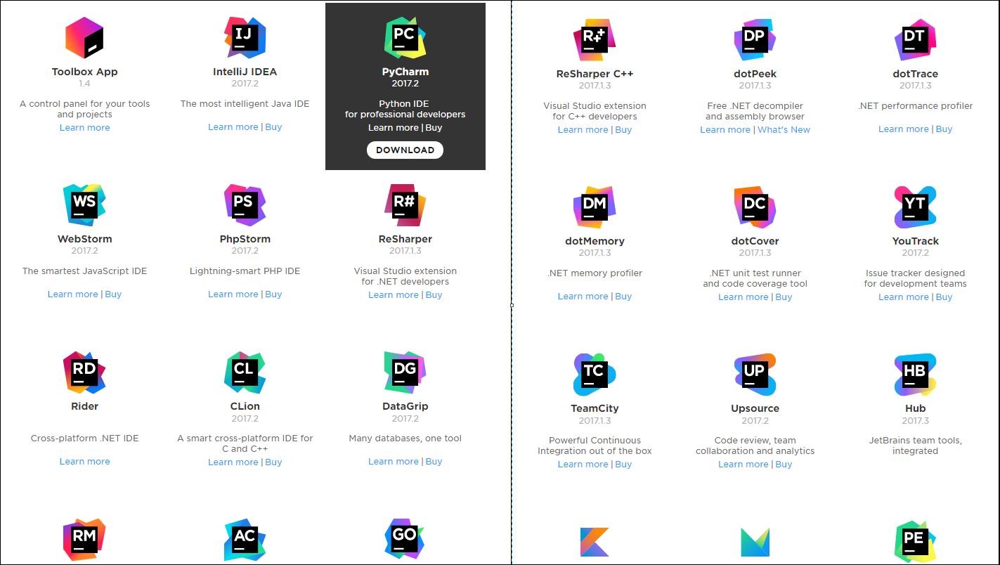 IJ
PC
Toolbox App
IntelliJ IDEA
PyCharm
1.4
2017.2
2017.2
A control panel for your tools
and projects
The most intelligent Java IDE
Python IDE
for professional developers
Learn more
Learn more | Buy
Learn more | Buy
DOWNLOAD
WS
PS
R#
WebStorm
PhpStorm
ReSharper
2017.2
2017.2
2017.1.3
The smartest JavaScript IDE
Lightning-smart PHP IDE
Visual Studio extension
for .NET developers
Learn more | Buy
Learn more | Buy
Learn more | Buy
RD
CL
DG
Rider
CLion
DataGrip
2017.2
2017.2
Cross-platform .NET IDE
A smart cross-platform IDE for
C and C++
Many databases, one tool
Learn more
Learn more | Buy
Learn more | Buy
RM
AC
GO
R++
DP
DT
ReSharper C++
dotPeek
dotTrace
2017.1.3
2017.1.3
2017.1.3
Visual Studio extension
for C++ developers
Free .NET decompiler
and assembly browser
.NET performance profiler
Learn more | Buy
Learn more | What's New
Learn more | Buy
DM
DC
YT
dotMemory
dotCover
YouTrack
2017.1.3
2017.1.3
2017.2
.NET memory profiler
.NET unit test runner
and code coverage tool
Issue tracker designed
for development teams
Learn more | Buy
Learn more | Buy
Learn more | Buy
TC
UP
HB
TeamCity
Upsource
Hub
2017.1.3
2017.2
2017.3
Powerful Continuous
Integration out of the box
Code review, team
collaboration and analytics
JetBrains team tools,
integrated
Learn more | Buy
Learn more | Buy
PE